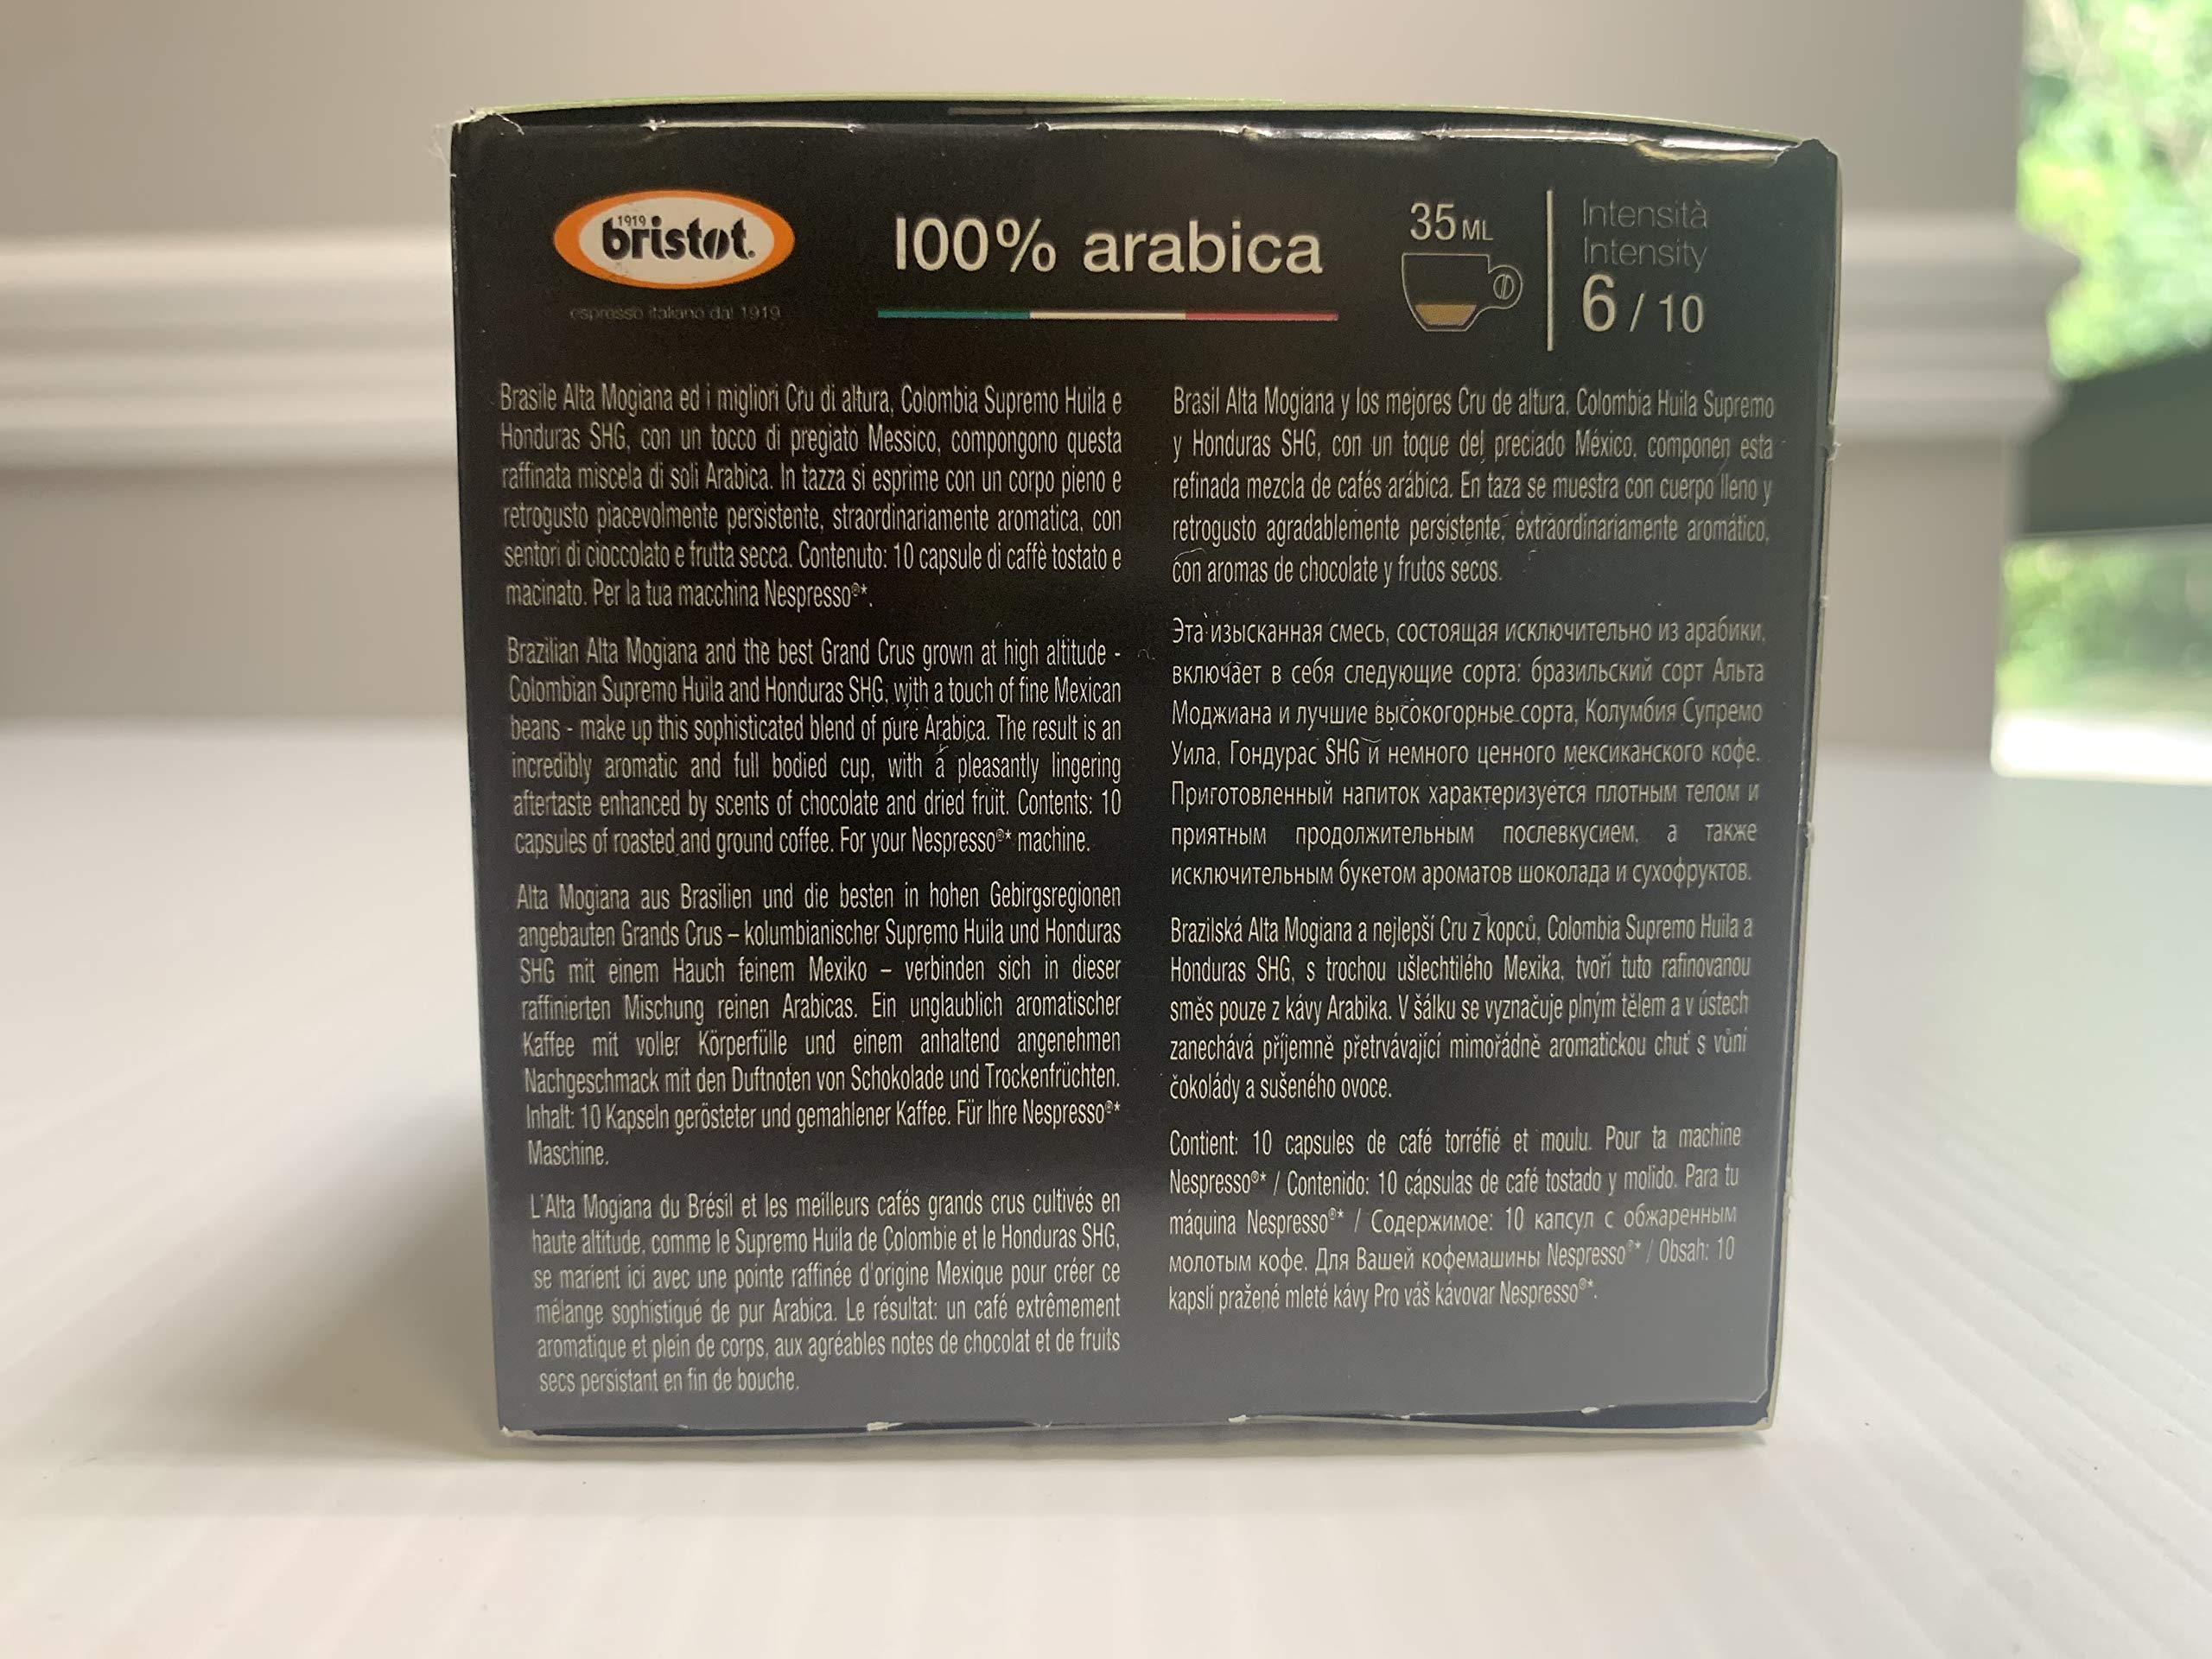 1919
bristot.
espresso italiano dal 1919
100% arabica
35 ML
Intensità
Intensity
6 / 10
Brasile Alta Mogiana ed i migliori Cru di altura, Colombia Supremo Huila e
Honduras SHG, con un tocco di pregiato Messico, compongono questa
raffinata miscela di soli Arabica. In tazza si esprime con un corpo pieno e
retrogusto piacevolmente persistente, straordinariamente aromatica, con
sentori di cioccolato e frutta secca. Contenuto: 10 capsule di caffè tostato e
macinato. Per la tua macchina Nespresso®*.
Brazilian Alta Mogiana and the best Grand Crus grown at high altitude -
Colombian Supremo Huila and Honduras SHG, with a touch of fine Mexican
beans - make up this sophisticated blend of pure Arabica. The result is an
incredibly aromatic and full bodied cup, with a pleasantly lingering
aftertaste enhanced by scents of chocolate and dried fruit. Contents: 10
capsules of roasted and ground coffee. For your Nespresso®* machine.
Alta Mogiana aus Brasilien und die besten in hohen Gebirgsregionen
angebauten Grands Crus – kolumbianischer Supremo Huila und Honduras
SHG mit einem Hauch feinem Mexiko – verbinden sich in dieser
raffinierten Mischung reinen Arabicas. Ein unglaublich aromatischer
Kaffee mit voller Körperfülle und einem anhaltend angenehmen
Nachgeschmack mit den Duftnoten von Schokolade und Trockenfrüchten.
Inhalt: 10 Kapseln gerösteter und gemahlener Kaffee. Für Ihre Nespresso®*
Maschine.
L'Alta Mogiana du Brésil et les meilleurs cafés grands crus cultivés en
haute altitude, comme le Supremo Huila de Colombie et le Honduras SHG,
se marient ici avec une pointe raffinée d'origine Mexique pour créer ce
mélange sophistiqué de pur Arabica. Le résultat: un café extrêmement
aromatique et plein de corps, aux agréables notes de chocolat et de fruits
secs persistant en fin de bouche.
Brasil Alta Mogiana y los mejores Cru de altura, Colombia Huila Supremo
y Honduras SHG, con un toque del preciado México, componen esta
refinada mezcla de cafés arábica. En taza se muestra con cuerpo lleno y
retrogusto agradablemente persistente, extraordinariamente aromático,
con aromas de chocolate y frutos secos.
Эта изысканная смесь, состоящая исключительно из арабики,
включает в себя следующие сорта: бразильский сорт Альта
Моджиана и лучшие высокогорные сорта, Колумбия Супремо
Уила, Гондурас SHG и немного ценного мексиканского кофе.
Приготовленный напиток характеризуется плотным телом и
приятным продолжительным послевкусием, а также
исключительным букетом ароматов шоколада и сухофруктов.
Brazilská Alta Mogiana a nejlepší Cru z kopců, Colombia Supremo Huila a
Honduras SHG, s trochou ušlechtilého Mexika, tvoří tuto rafinovanou
směs pouze z kávy Arabika. V šálku se vyznačuje plným tělem a v ústech
zanechává příjemně přetrvávající mimořádně aromatickou chuť s vůní
čokolády a sušeného ovoce.
Contient: 10 capsules de café torréfié et moulu. Pour ta machine
Nespresso®* / Contenido: 10 cápsulas de café tostado y molido. Para tu
máquina Nespresso®* / Содержимое: 10 капсул с обжаренным
молотым кофе. Для Вашей кофемашины Nespresso®* / Obsah: 10
kapslí pražené mleté kávy Pro váš kávovar Nespresso®*.